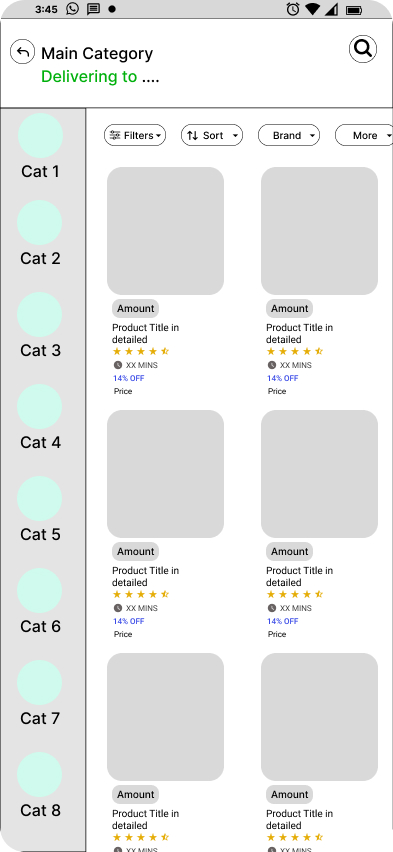 3:45
Main Category
Delivering to ....
Filters
Sort
Brand
More
Cat 1
Cat 2
Cat 3
Cat 4
Cat 5
Cat 6
Cat 7
Cat 8
Amount
Product Title in
detailed
XX MINS
14% OFF
Price
Amount
Product Title in
detailed
XX MINS
14% OFF
Price
Amount
Product Title in
detailed
XX MINS
14% OFF
Price
Amount
Product Title in
detailed
XX MINS
14% OFF
Price
Amount
Product Title in
detailed
XX MINS
Amount
Product Title in
detailed
XX MINS